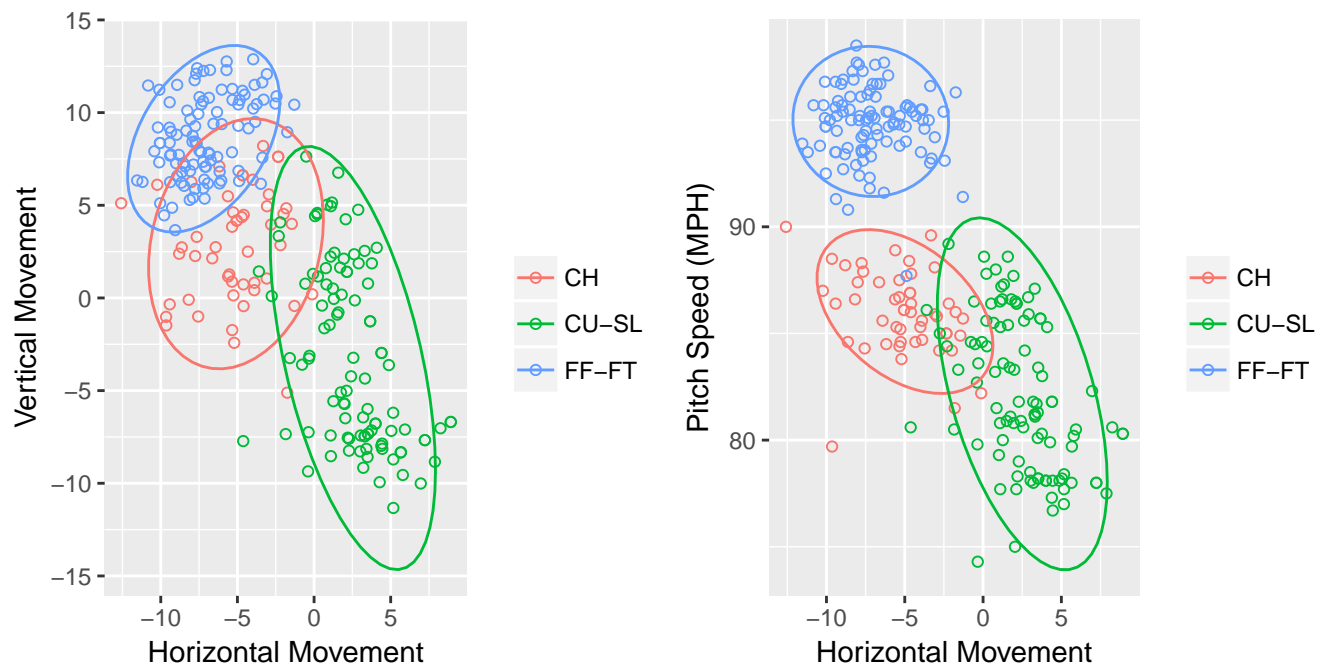 15
10
5
0
−5
−10
−15
Vertical Movement
−10 −5 0 5
Horizontal Movement
CH
CU−SL
FF−FT
90
80
Pitch Speed (MPH)
−10 −5 0 5
Horizontal Movement
CH
CU−SL
FF−FT